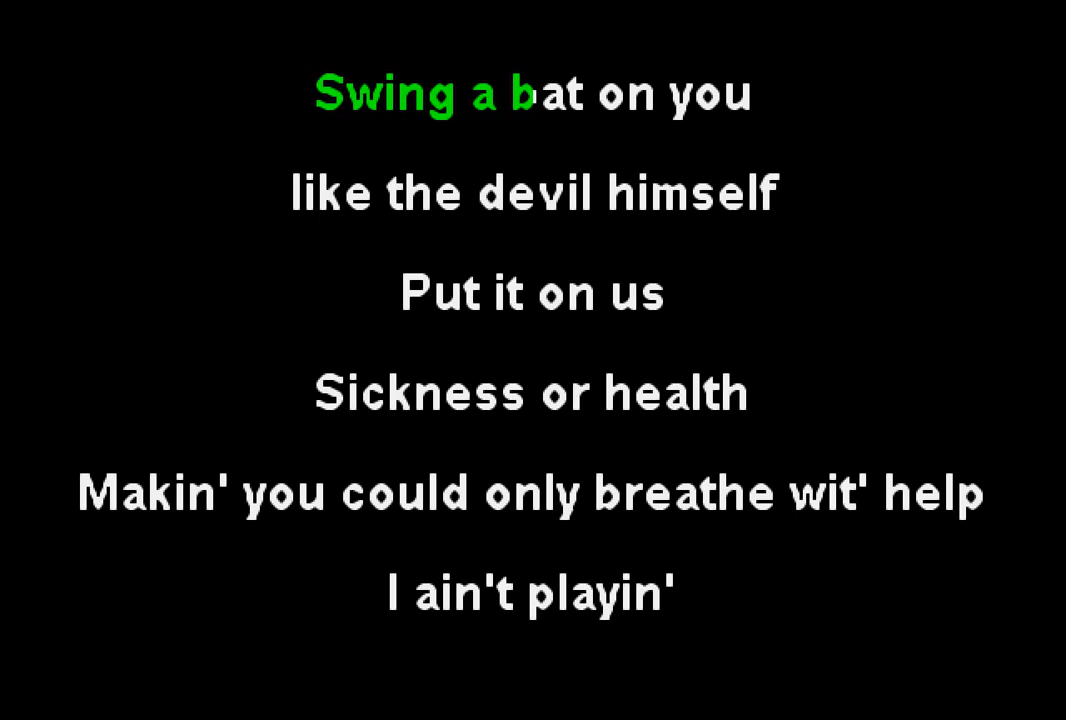 Swing a bat on you
like the devil himself
Put it on us
Sickness or health
Makin' you could only breathe wit' help
I ain't playin'